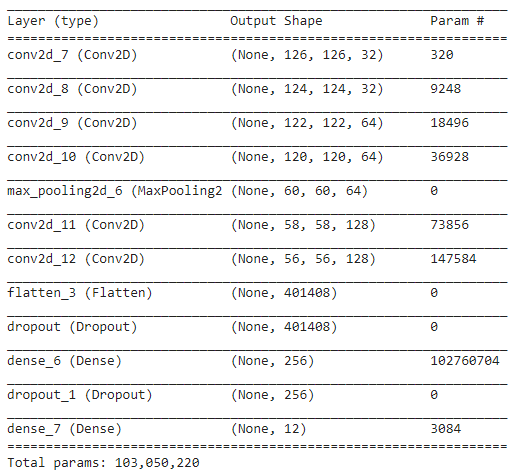 Layer (type) Output Shape Param #
conv2d_7 (Conv2D) (None, 126, 126, 32) 320
conv2d_8 (Conv2D) (None, 124, 124, 32) 9248
conv2d_9 (Conv2D) (None, 122, 122, 64) 18496
conv2d_10 (Conv2D) (None, 120, 120, 64) 36928
max_pooling2d_6 (MaxPooling2 (None, 60, 60, 64) 0
conv2d_11 (Conv2D) (None, 58, 58, 128) 73856
conv2d_12 (Conv2D) (None, 56, 56, 128) 147584
flatten_3 (Flatten) (None, 401408) 0
dropout (Dropout) (None, 401408) 0
dense_6 (Dense) (None, 256) 102760704
dropout_1 (Dropout) (None, 256) 0
dense_7 (Dense) (None, 12) 3084
Total params: 103,050,220